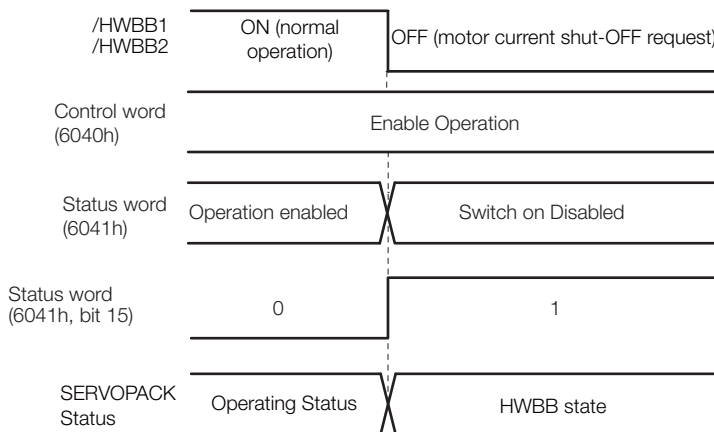 /HWBB1
/HWBB2
ON (normal
operation)
OFF (motor current shut-OFF request)
Control word
(6040h)
Enable Operation
Status word
(6041h)
Operation enabled
Switch on Disabled
Status word
(6041h, bit 15)
0
1
SERVOPACK
Status
Operating Status
HWBB state